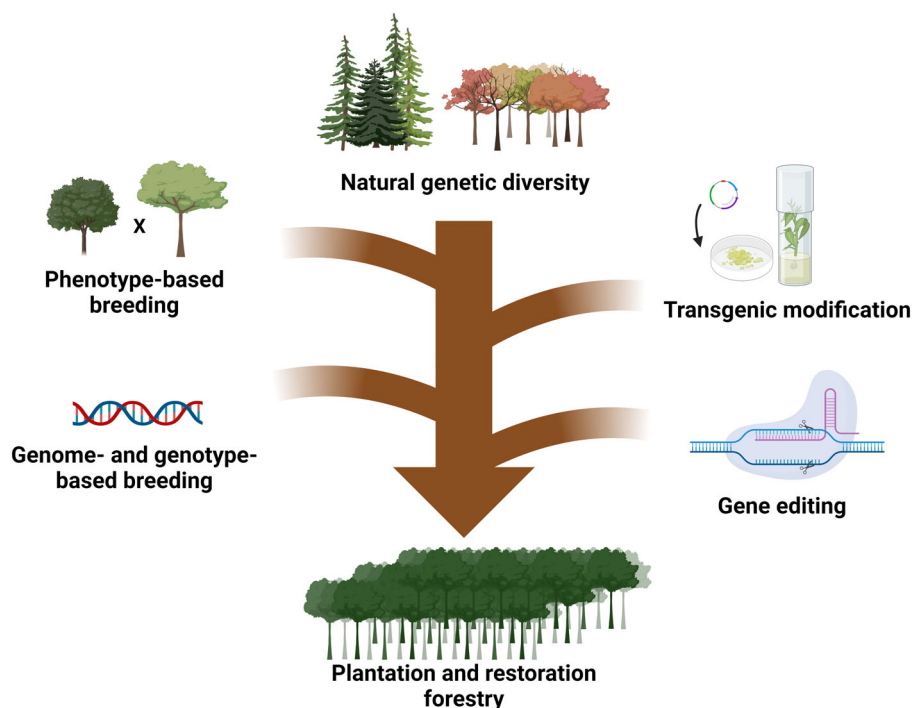 Natural genetic diversity
X
Phenotype-based
breeding
Transgenic modification
Genome- and genotype-
based breeding
Gene editing
Plantation and restoration
forestry